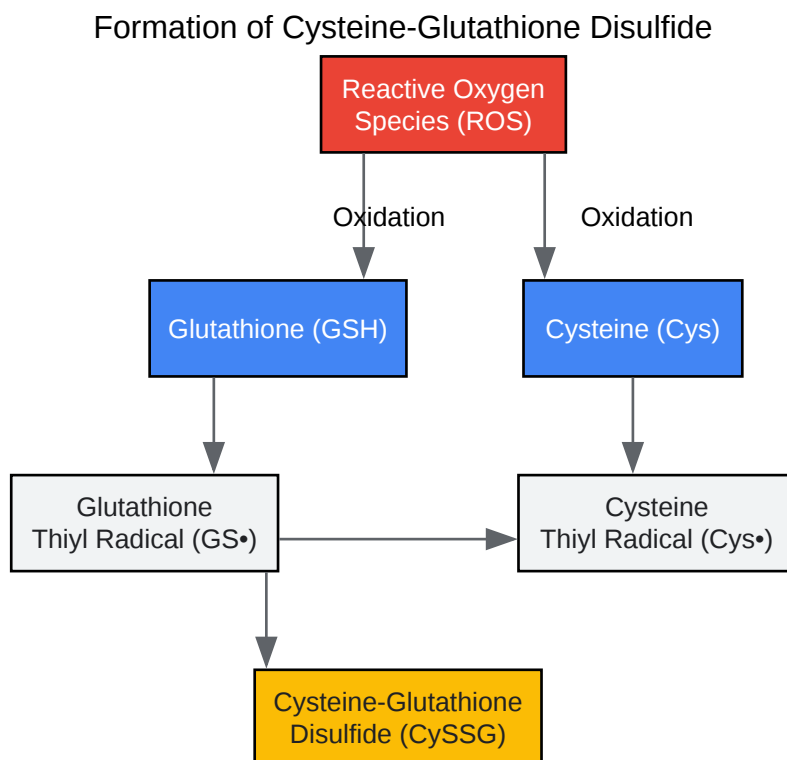 Formation of Cysteine-Glutathione Disulfide
Reactive Oxygen
Species (ROS)
Oxidation
Oxidation
Glutathione (GSH)
Cysteine (Cys)
Glutathione
Thiyl Radical (GS•)
Cysteine
Thiyl Radical (Cys•)
Cysteine-Glutathione
Disulfide (CySSG)